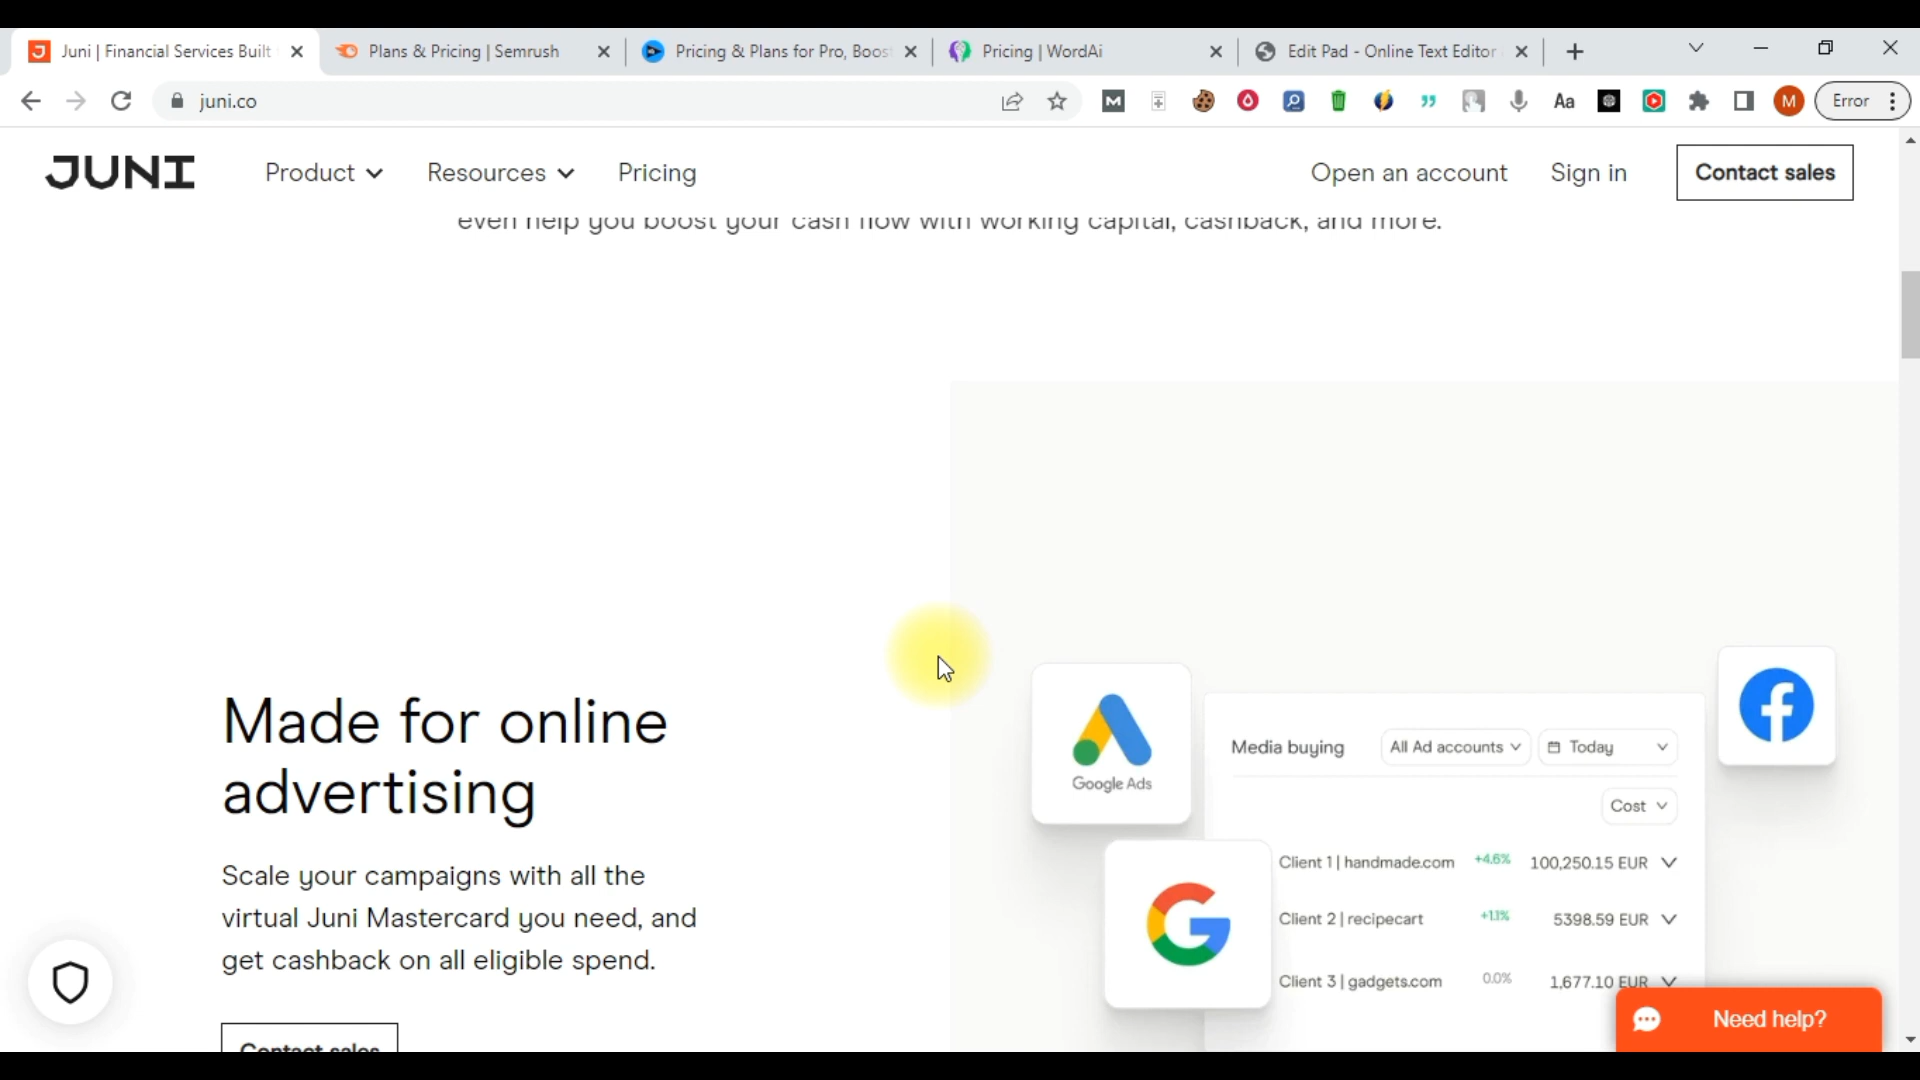 Juni | Financial Services Built
Plans & Pricing | Semrush
Pricing & Plans for Pro, Boos
Pricing | WordAi
Edit Pad - Online Text Editor
juni.co
Aa
M
Error
JUNI
Product
Resources
Pricing
Open an account
Sign in
Contact sales
even help you boost your cash flow with working capital, cashback, and more.
Made for online
advertising
Scale your campaigns with all the
virtual Juni Mastercard you need, and
get cashback on all eligible spend.
Contact sales
Google Ads
Media buying
All Ad accounts
Today
Cost
Client 1 | handmade.com +4.6% 100,250.15 EUR
Client 2 | recipecart +1.1% 5398.59 EUR
Client 3 | gadgets.com 0.0% 1,677.10 EUR
Need help?